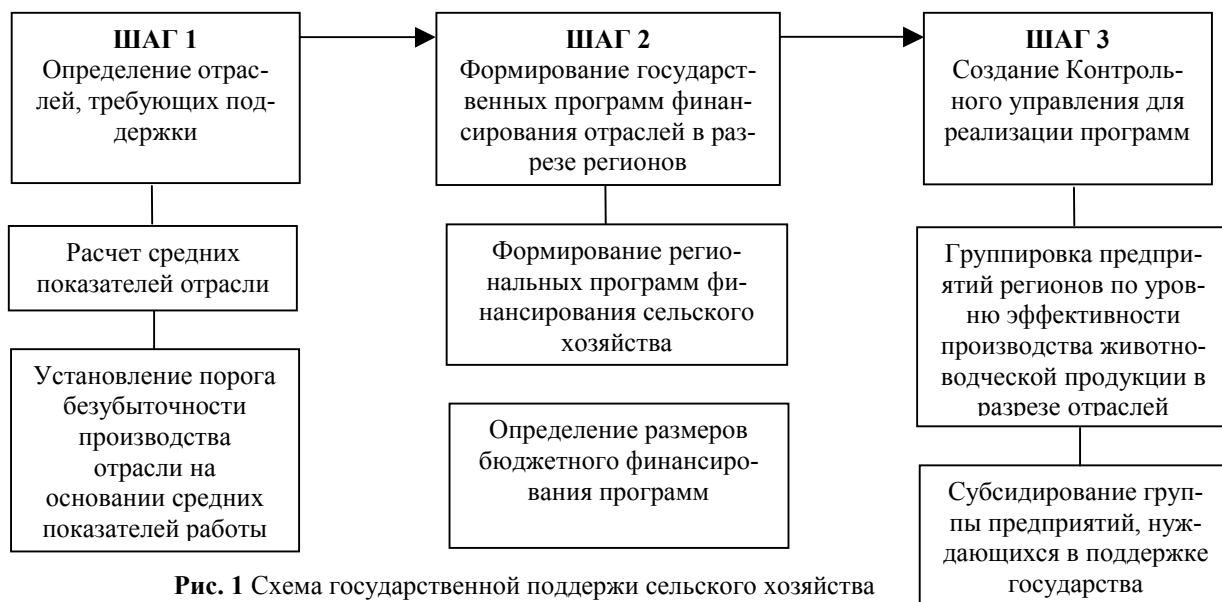 ШАГ 1
Определение отрас-
лей, требующих под-
держки
Расчет средних
показателей отрасли
Установление порога
безубыточности
производства
отрасли на
основании средних
показателей работы
ШАГ 2
Формирование государст-
венных программ финан-
сирования отраслей в раз-
резе регионов
Формирование регио-
нальных программ фи-
нансирования сельского
хозяйства
Определение размеров
бюджетного финансиро-
вания программ
ШАГ 3
Создание Контроль-
ного управления для
реализации программ
Группировка предпри-
ятий регионов по уров-
ню эффективности
производства животно-
водческой продукции в
разрезе отраслей
Субсидирование груп-
пы предприятий, нуж-
дающихся в поддержке
государства
Рис. 1 Схема государственной поддержи сельского хозяйства